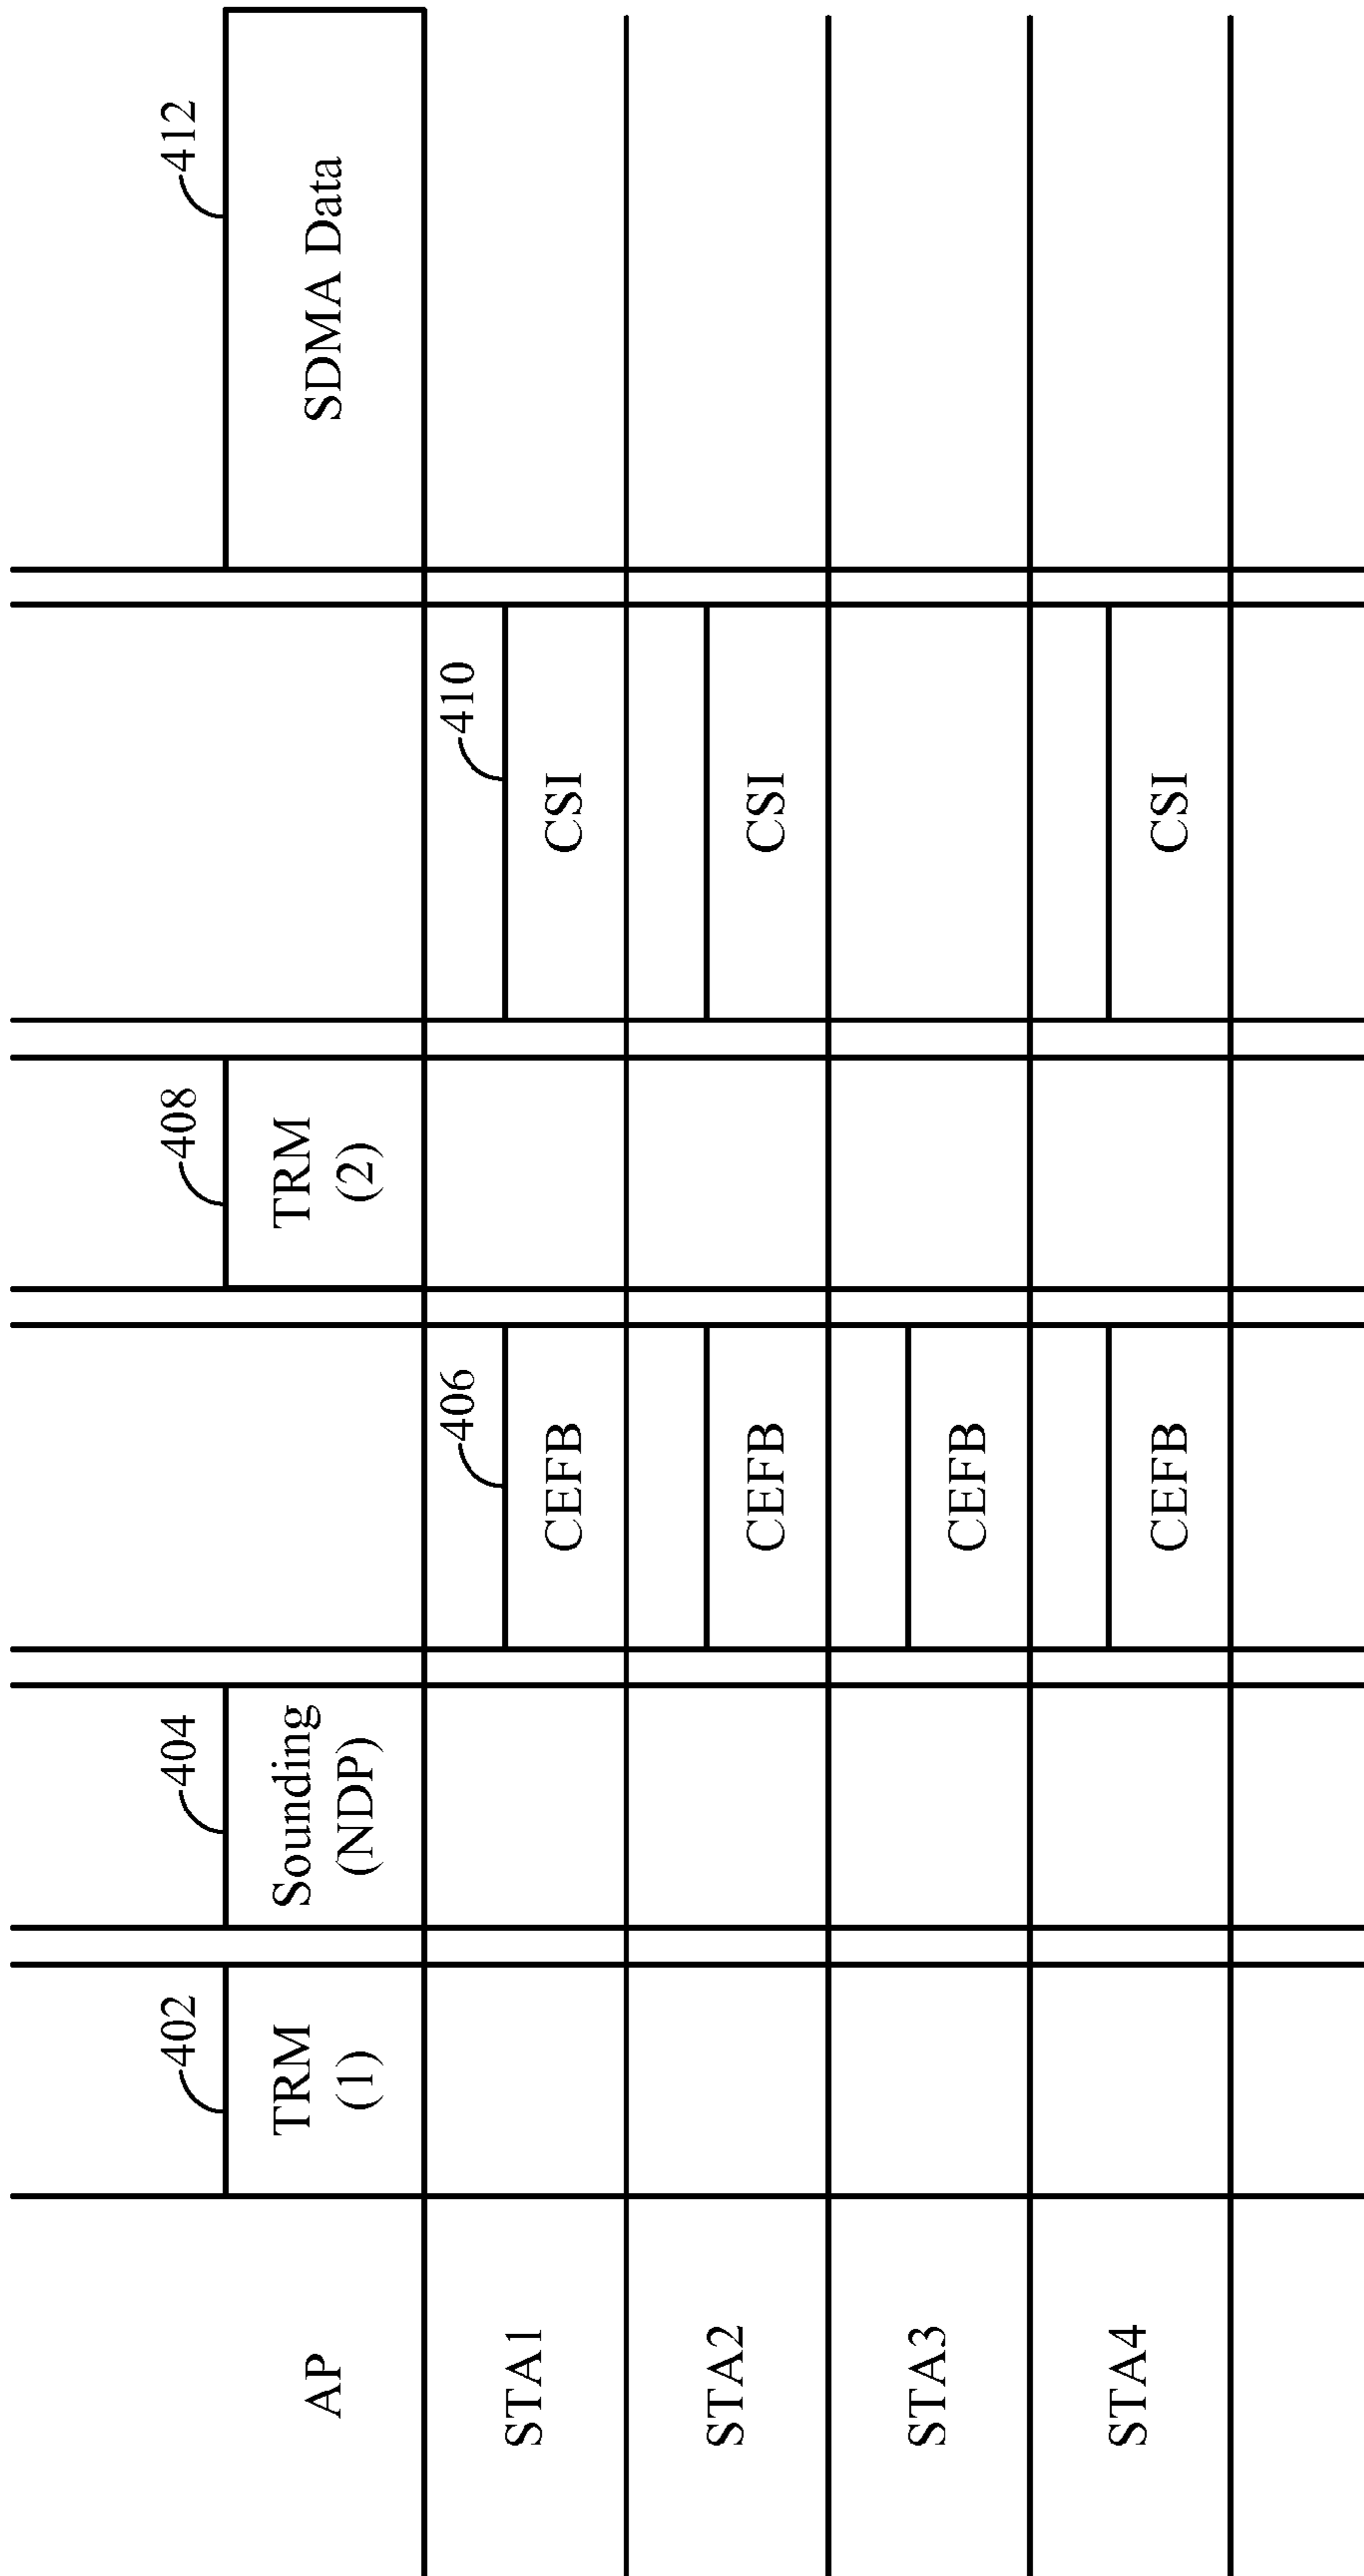 402
404
408
412
AP
TRM
(1)
Sounding
(NDP)
TRM
(2)
SDMA Data
406
410
STA1
CEFB
CSI
STA2
CEFB
CSI
STA3
CEFB
STA4
CEFB
CSI